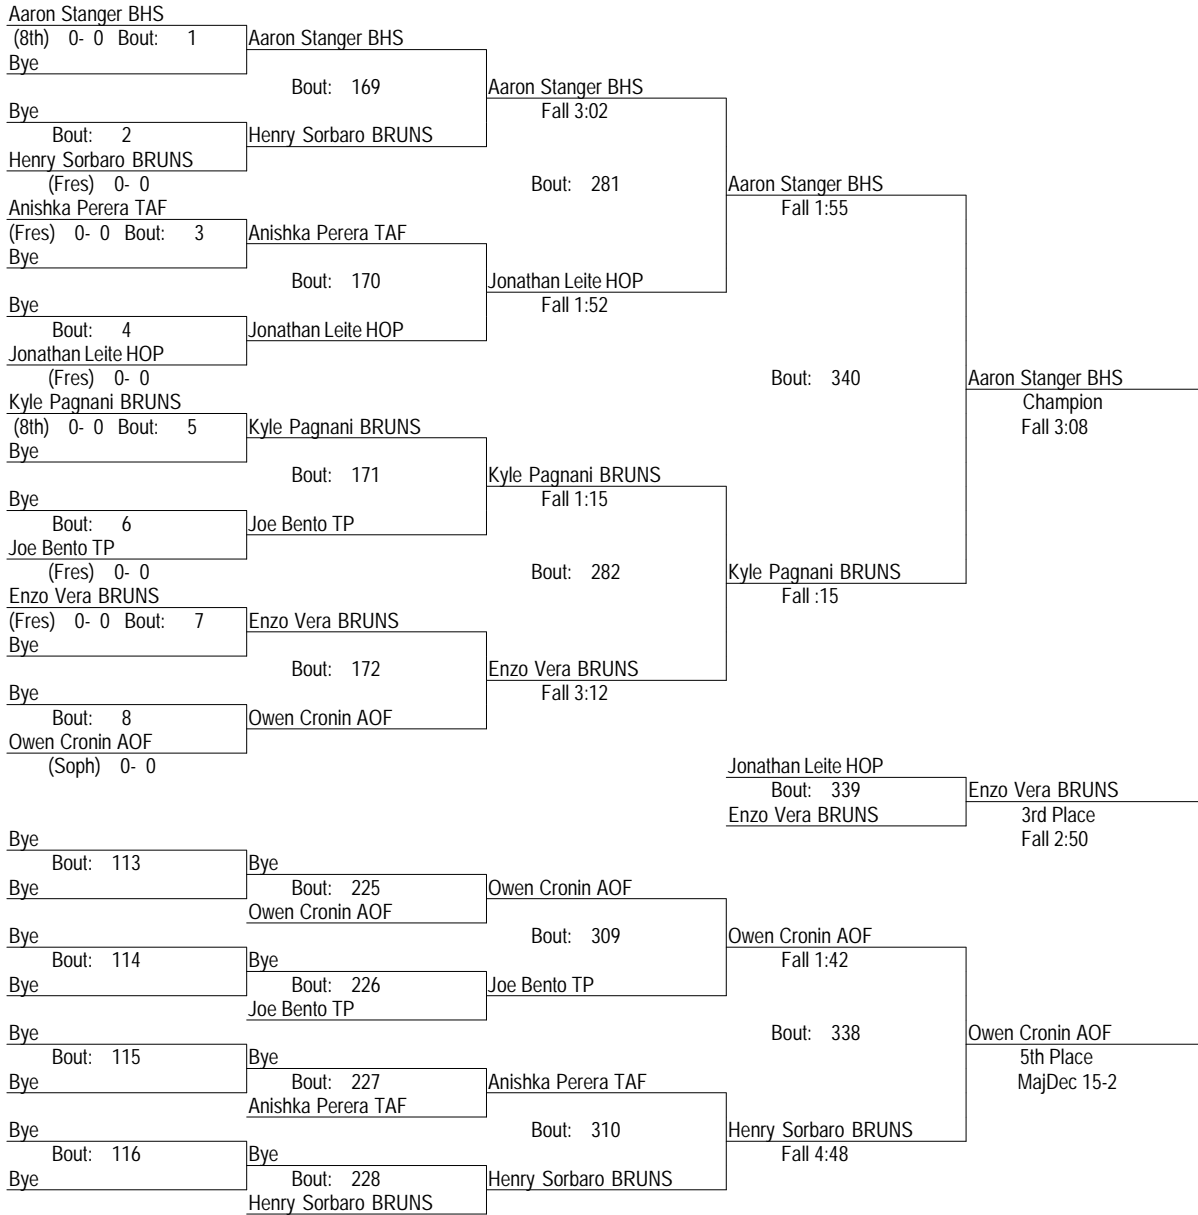 Aaron Stanger BHS
(8th) 0- 0 Bout: 1 Aaron Stanger BHS
Bye
Bout: 169 Aaron Stanger BHS
Bye Fall 3:02
Bout: 2 Henry Sorbaro BRUNS
Henry Sorbaro BRUNS
(Fres) 0- 0 Bout: 281 Aaron Stanger BHS
Anishka Perera TAF Fall 1:55
(Fres) 0- 0 Bout: 3 Anishka Perera TAF
Bye
Bout: 170 Jonathan Leite HOP
Bye Fall 1:52
Bout: 4 Jonathan Leite HOP
Jonathan Leite HOP
(Fres) 0- 0 Bout: 340 Aaron Stanger BHS
Kyle Pagnani BRUNS Champion
(8th) 0- 0 Bout: 5 Kyle Pagnani BRUNS Fall 3:08
Bye
Bout: 171 Kyle Pagnani BRUNS
Bye Fall 1:15
Bout: 6 Joe Bento TP
Joe Bento TP
(Fres) 0- 0 Bout: 282 Kyle Pagnani BRUNS
Enzo Vera BRUNS Fall :15
(Fres) 0- 0 Bout: 7 Enzo Vera BRUNS
Bye
Bout: 172 Enzo Vera BRUNS
Bye Fall 3:12
Bout: 8 Owen Cronin AOF
Owen Cronin AOF
(Soph) 0- 0 Jonathan Leite HOP
Bout: 339 Enzo Vera BRUNS
Enzo Vera BRUNS 3rd Place
Bye Fall 2:50
Bout: 113 Bye
Bye Bout: 225 Owen Cronin AOF
Owen Cronin AOF
Bye Bout: 309 Owen Cronin AOF
Bout: 114 Bye Fall 1:42
Bye Bout: 226 Joe Bento TP
Joe Bento TP
Bye Bout: 338 Owen Cronin AOF
Bout: 115 Bye 5th Place
Bye Bout: 227 Anishka Perera TAF MajDec 15-2
Anishka Perera TAF
Bye Bout: 310 Henry Sorbaro BRUNS
Bout: 116 Bye Fall 4:48
Bye Bout: 228 Henry Sorbaro BRUNS
Henry Sorbaro BRUNS